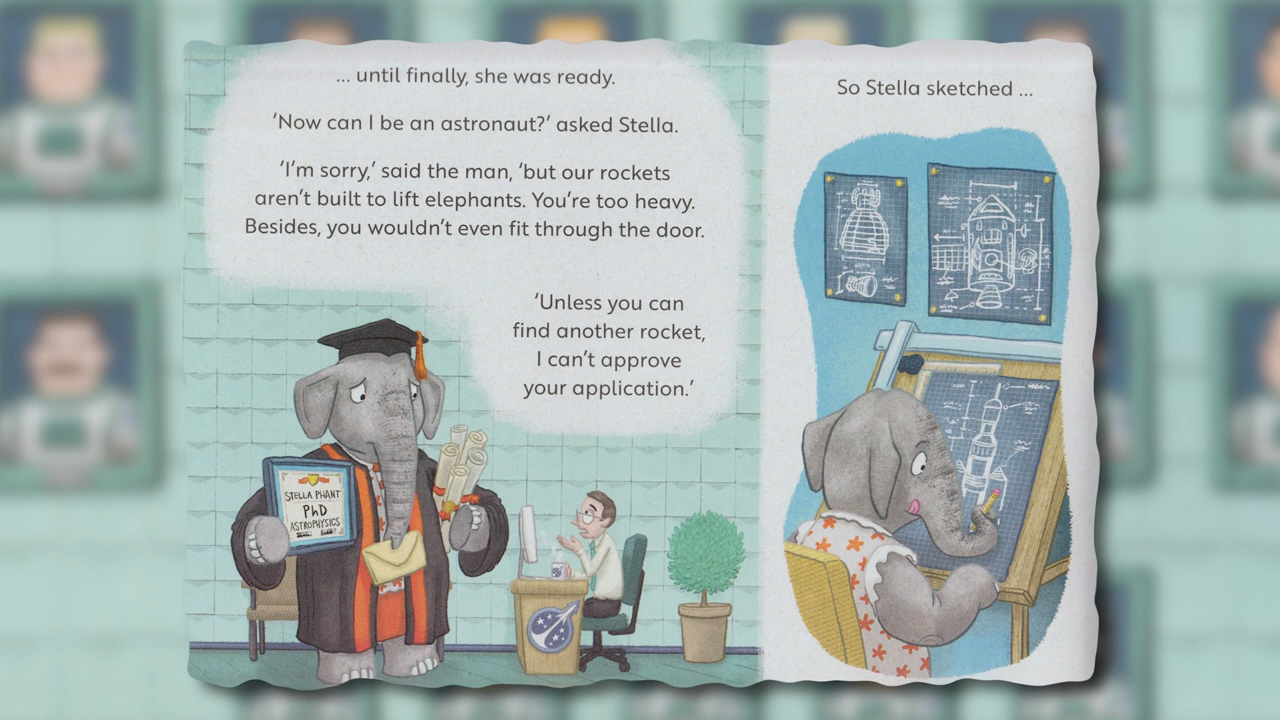 ... until finally, she was ready.
‘Now can I be an astronaut?’ asked Stella.
‘I’m sorry,’ said the man, ‘but our rockets
aren’t built to lift elephants. You’re too heavy.
Besides, you wouldn’t even fit through the door.
‘Unless you can
find another rocket,
I can’t approve
your application.’
STELLA PHANT
PhD
ASTROPHYSICS
So Stella sketched ...